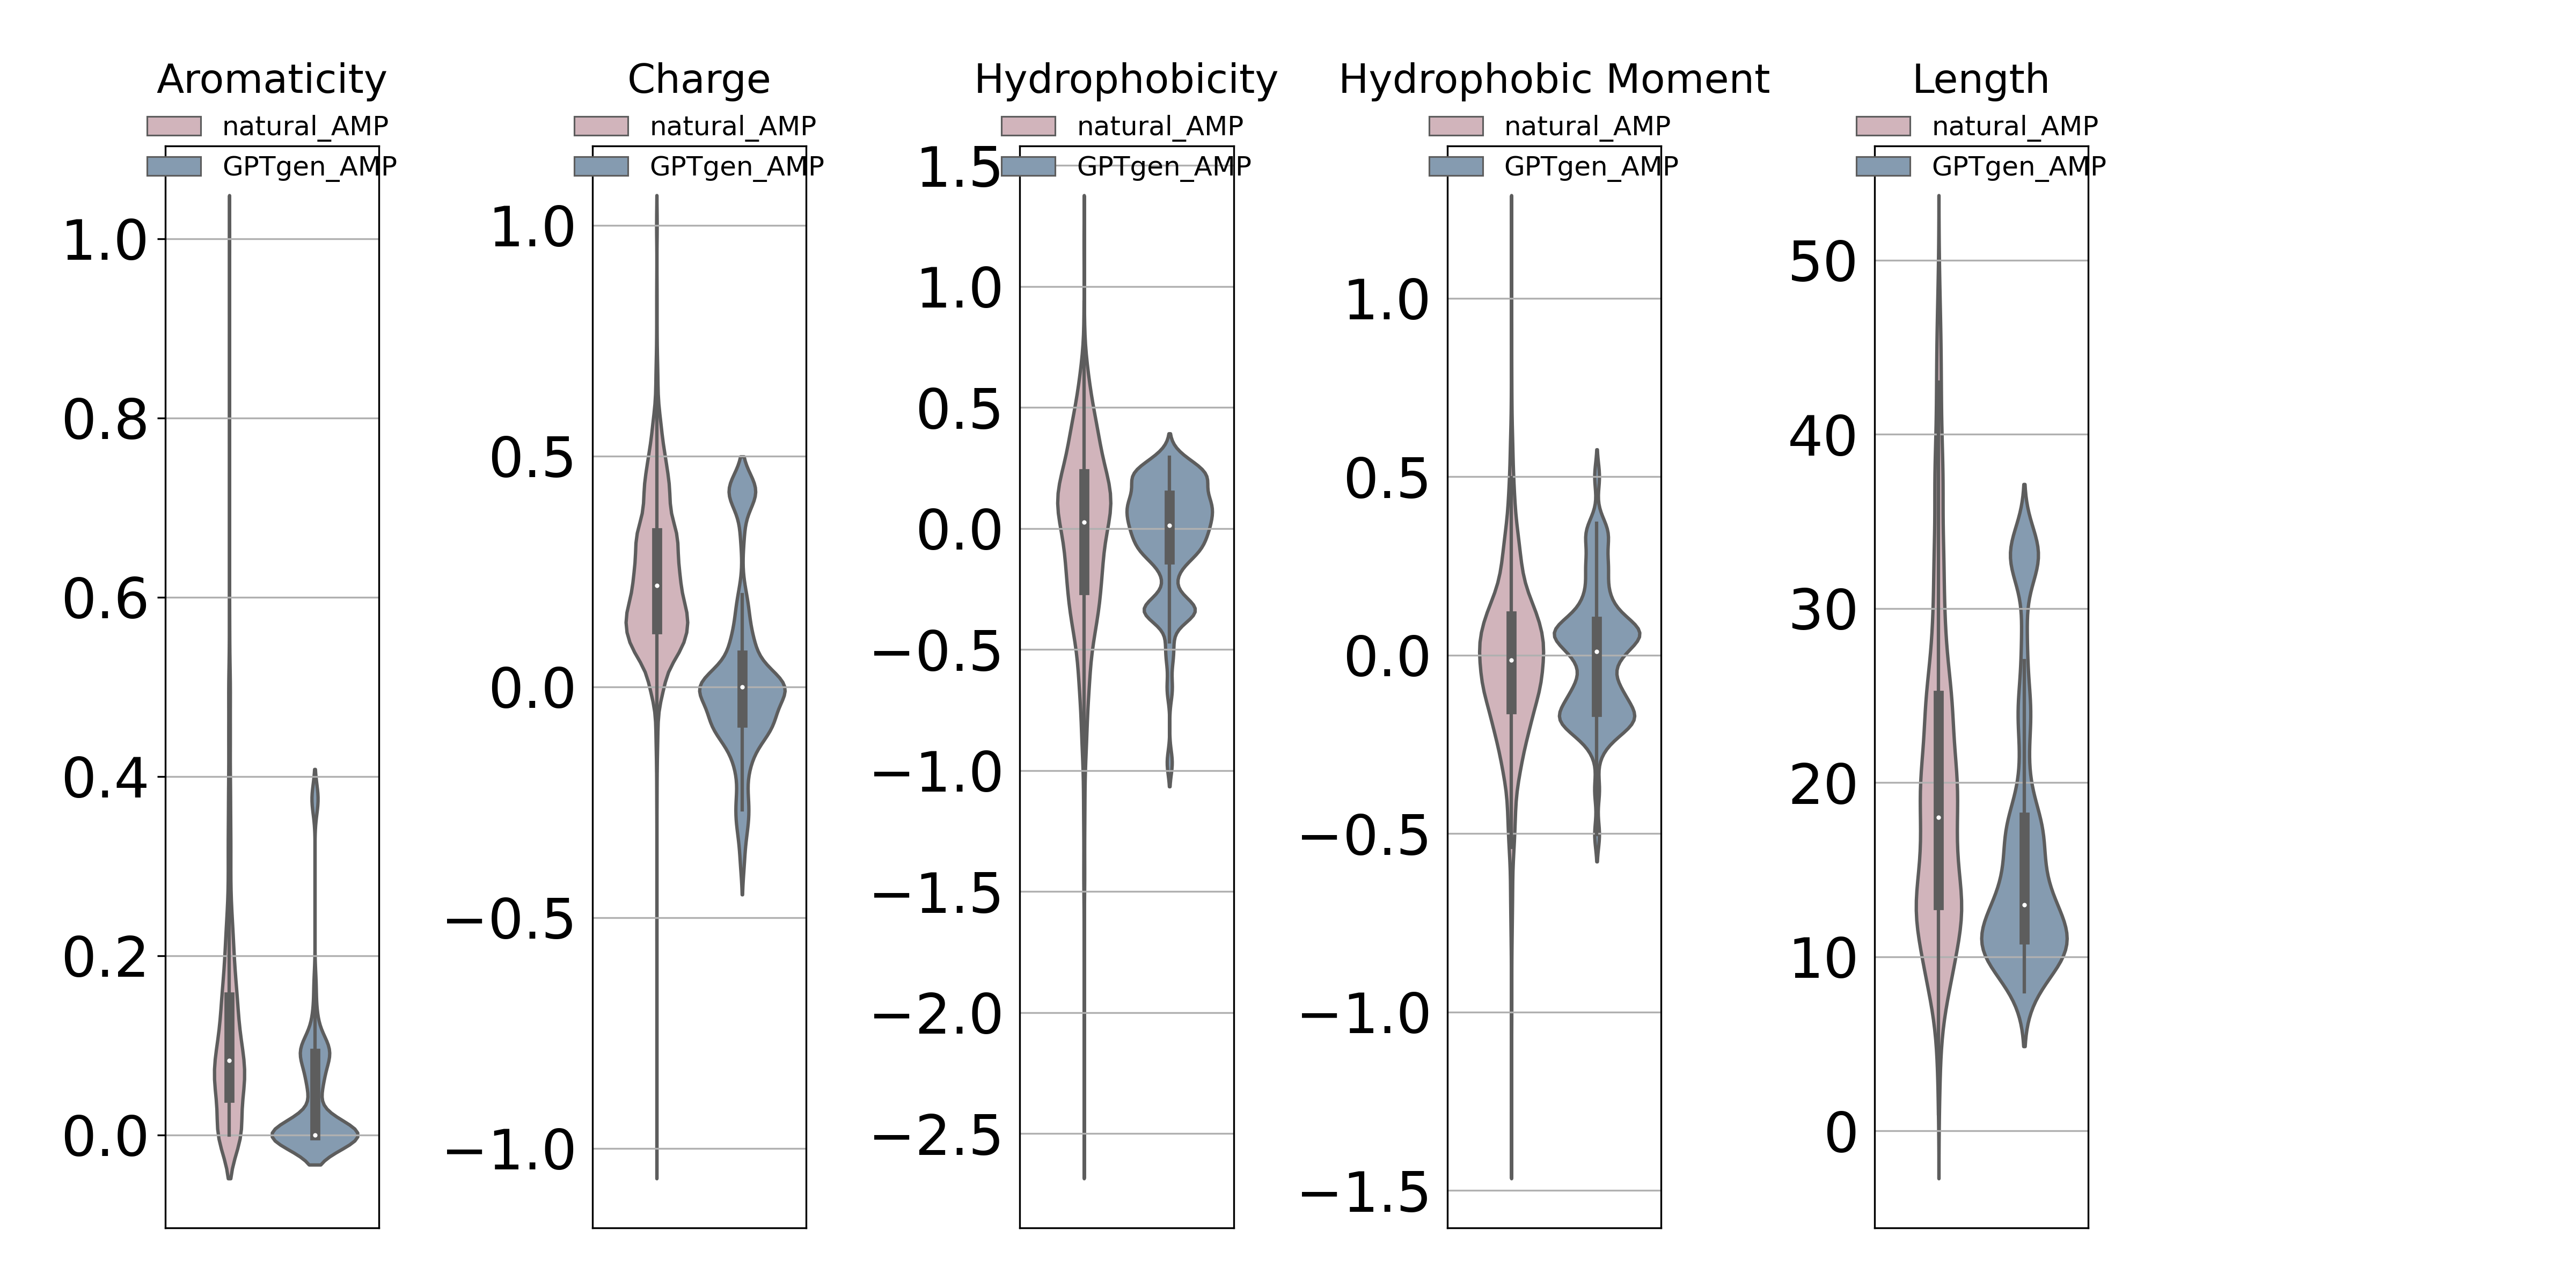 Aromaticity
natural_AMP
GPTgen_AMP
1.0
0.8
0.6
0.4
0.2
0.0
Charge
natural_AMP
GPTgen_AMP
1.0
0.5
0.0
−0.5
−1.0
Hydrophobicity
natural_AMP
GPTgen_AMP
1.5
1.0
0.5
0.0
−0.5
−1.0
−1.5
−2.0
−2.5
Hydrophobic Moment
natural_AMP
GPTgen_AMP
1.0
0.5
0.0
−0.5
−1.0
−1.5
Length
natural_AMP
GPTgen_AMP
50
40
30
20
10
0